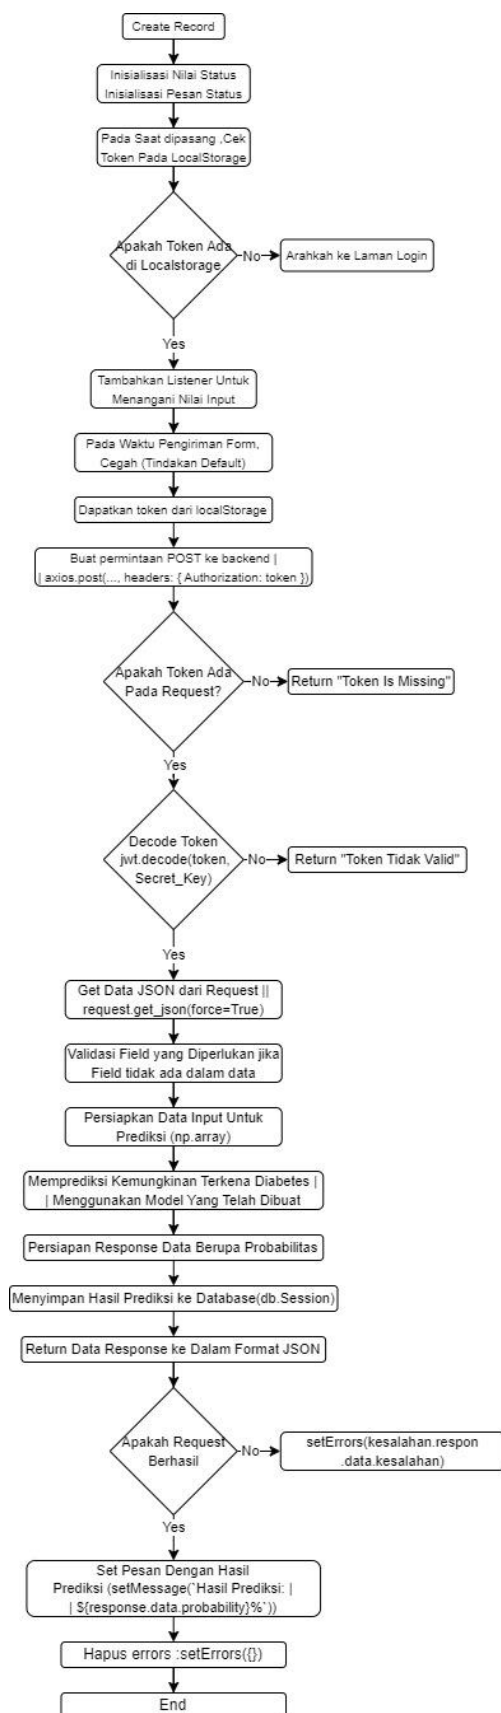 Create Record
Inisialisasi Nilai Status
Inisialisasi Pesan Status
Pada Saat dipasang ,Cek
Token Pada LocalStorage
Apakah Token Ada
di Localstorage
No
Arahkah ke Laman Login
Yes
Tambahkan Listener Untuk
Menangani Nilai Input
Pada Waktu Pengiriman Form,
Cegah (Tindakan Default)
Dapatkan token dari localStorage
Buat permintaan POST ke backend |
| axios.post(..., headers: { Authorization: token })
Apakah Token Ada
Pada Request?
No
Return "Token Is Missing"
Yes
Decode Token
jwt.decode(token,
Secret_Key)
No
Return "Token Tidak Valid"
Yes
Get Data JSON dari Request ||
request.get_json(force=True)
Validasi Field yang Diperlukan jika
Field tidak ada dalam data
Persiapkan Data Input Untuk
Prediksi (np.array)
Memprediksi Kemungkinan Terkena Diabetes |
| Menggunakan Model Yang Telah Dibuat
Persiapan Response Data Berupa Probabilitas
Menyimpan Hasil Prediksi ke Database(db.Session)
Return Data Response ke Dalam Format JSON
Apakah Request
Berhasil
No
setErrors(kesalahan.respon
.data.kesalahan)
Yes
Set Pesan Dengan Hasil
Prediksi (setMessage(`Hasil Prediksi: |
| ${response.data.probability}%`))
Hapus errors :setErrors({})
End